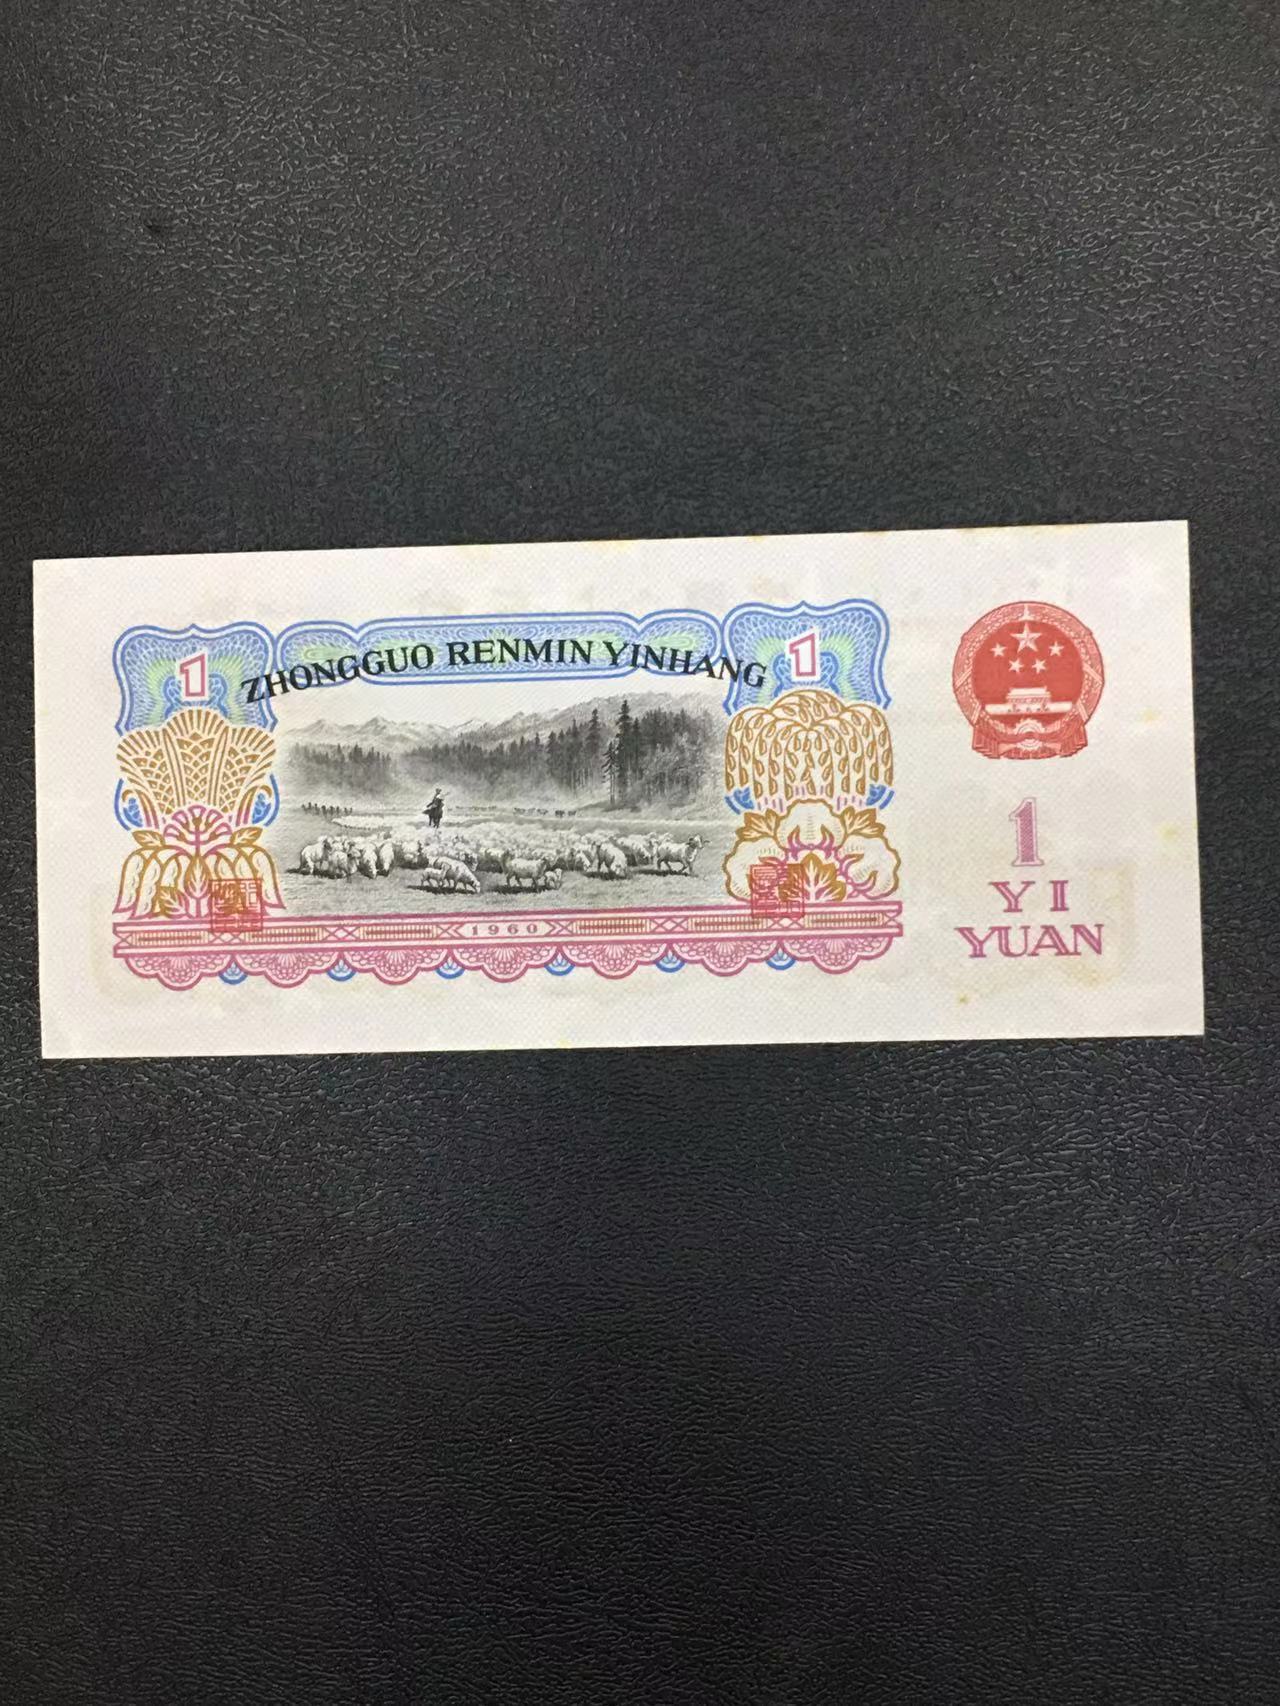 1
ZHONGGUO RENMIN YINHANG
1
1960
1
YI
YUAN